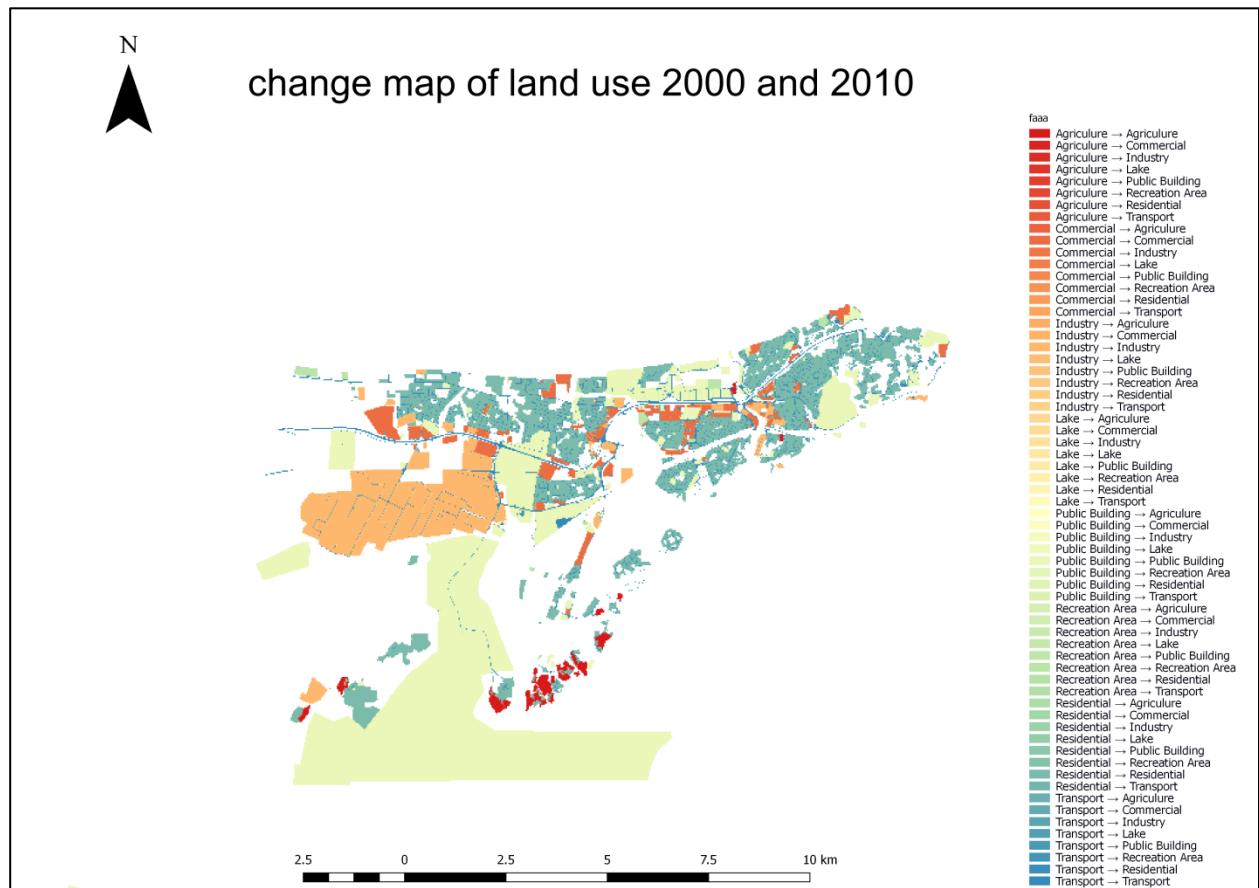 N
change map of land use 2000 and 2010
faaa
Agriculure → Agriculure
Agriculure → Commercial
Agriculure → Industry
Agriculure → Lake
Agriculure → Public Building
Agriculure → Recreation Area
Agriculure → Residential
Agriculure → Transport
Commercial → Agriculure
Commercial → Commercial
Commercial → Industry
Commercial → Lake
Commercial → Public Building
Commercial → Recreation Area
Commercial → Residential
Commercial → Transport
Industry → Agriculure
Industry → Commercial
Industry → Industry
Industry → Lake
Industry → Public Building
Industry → Recreation Area
Industry → Residential
Industry → Transport
Lake → Agriculure
Lake → Commercial
Lake → Industry
Lake → Lake
Lake → Public Building
Lake → Recreation Area
Lake → Residential
Lake → Transport
Public Building → Agriculure
Public Building → Commercial
Public Building → Industry
Public Building → Lake
Public Building → Public Building
Public Building → Recreation Area
Public Building → Residential
Public Building → Transport
Recreation Area → Agriculure
Recreation Area → Commercial
Recreation Area → Industry
Recreation Area → Lake
Recreation Area → Public Building
Recreation Area → Recreation Area
Recreation Area → Residential
Recreation Area → Transport
Residential → Agriculure
Residential → Commercial
Residential → Industry
Residential → Lake
Residential → Public Building
Residential → Recreation Area
Residential → Residential
Residential → Transport
Transport → Agriculure
Transport → Commercial
Transport → Industry
Transport → Lake
Transport → Public Building
Transport → Recreation Area
Transport → Residential
Transport → Transport
2.5 0 2.5 5 7.5 10 km